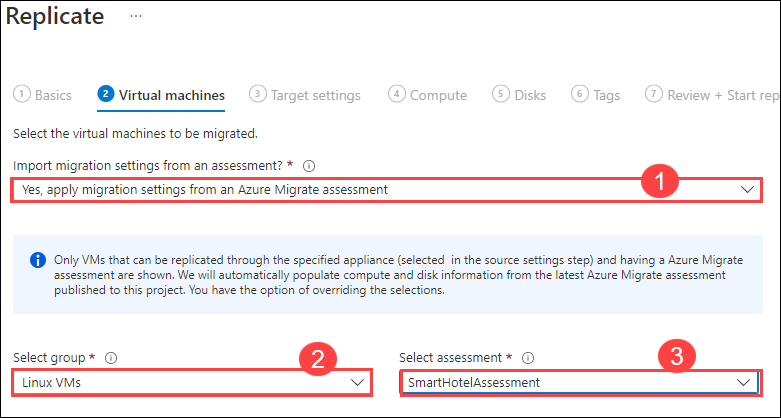 Replicate ...
1 Basics 2 Virtual machines 3 Target settings 4 Compute 5 Disks 6 Tags 7 Review + Start rep
Select the virtual machines to be migrated.
Import migration settings from an assessment? *
1
Yes, apply migration settings from an Azure Migrate assessment
Only VMs that can be replicated through the specified appliance (selected in the source settings step) and having a Azure Migrate
assessment are shown. We will automatically populate compute and disk information from the latest Azure Migrate assessment
published to this project. You have the option of overriding the selections.
Select group * 2 Select assessment * 3
Linux VMs SmartHotelAssessment